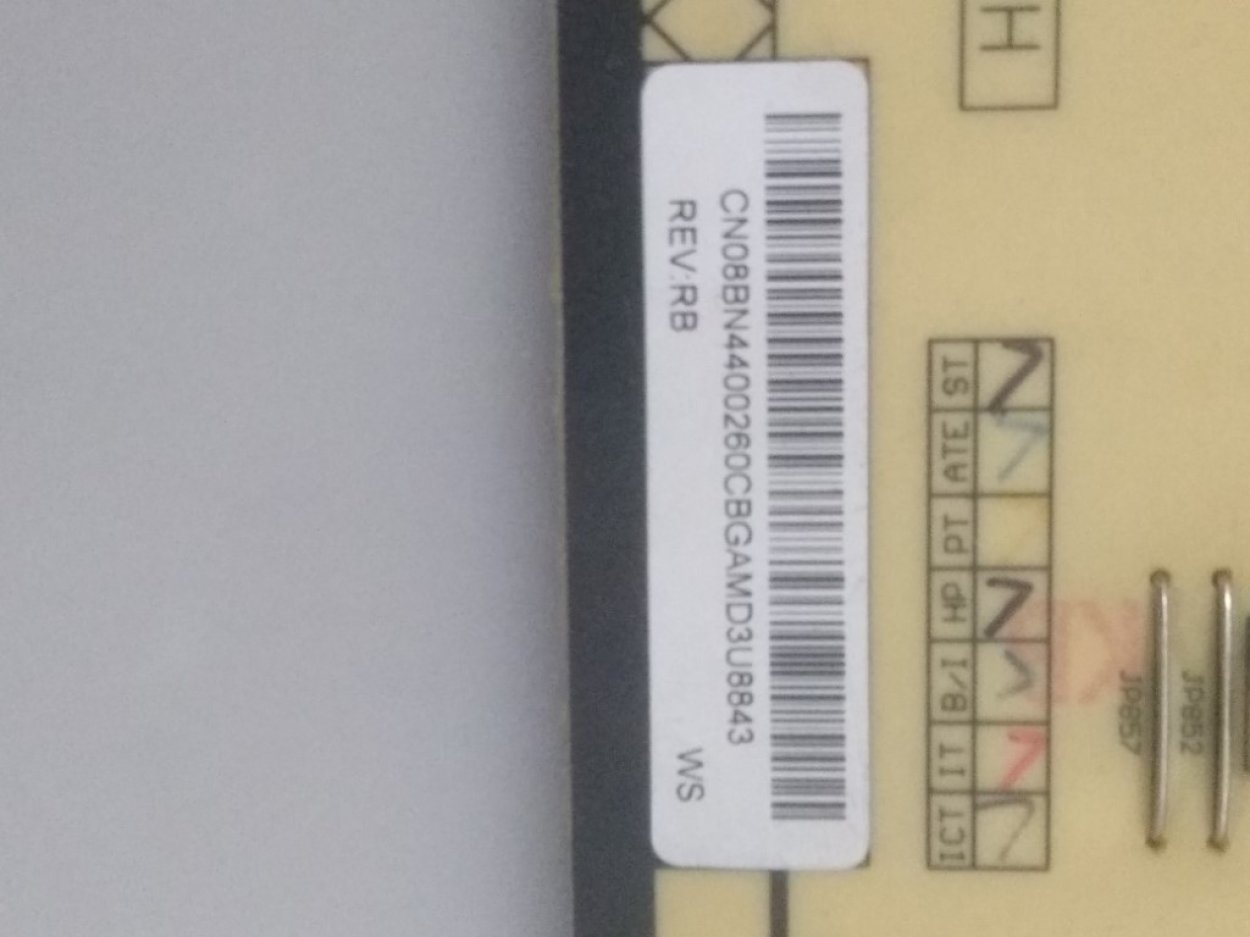 H
CN08BN4400260CBGAMD3U8843
REV:RB
WS
ICT IT B/I HP PT ATE ST
JP857
JP852